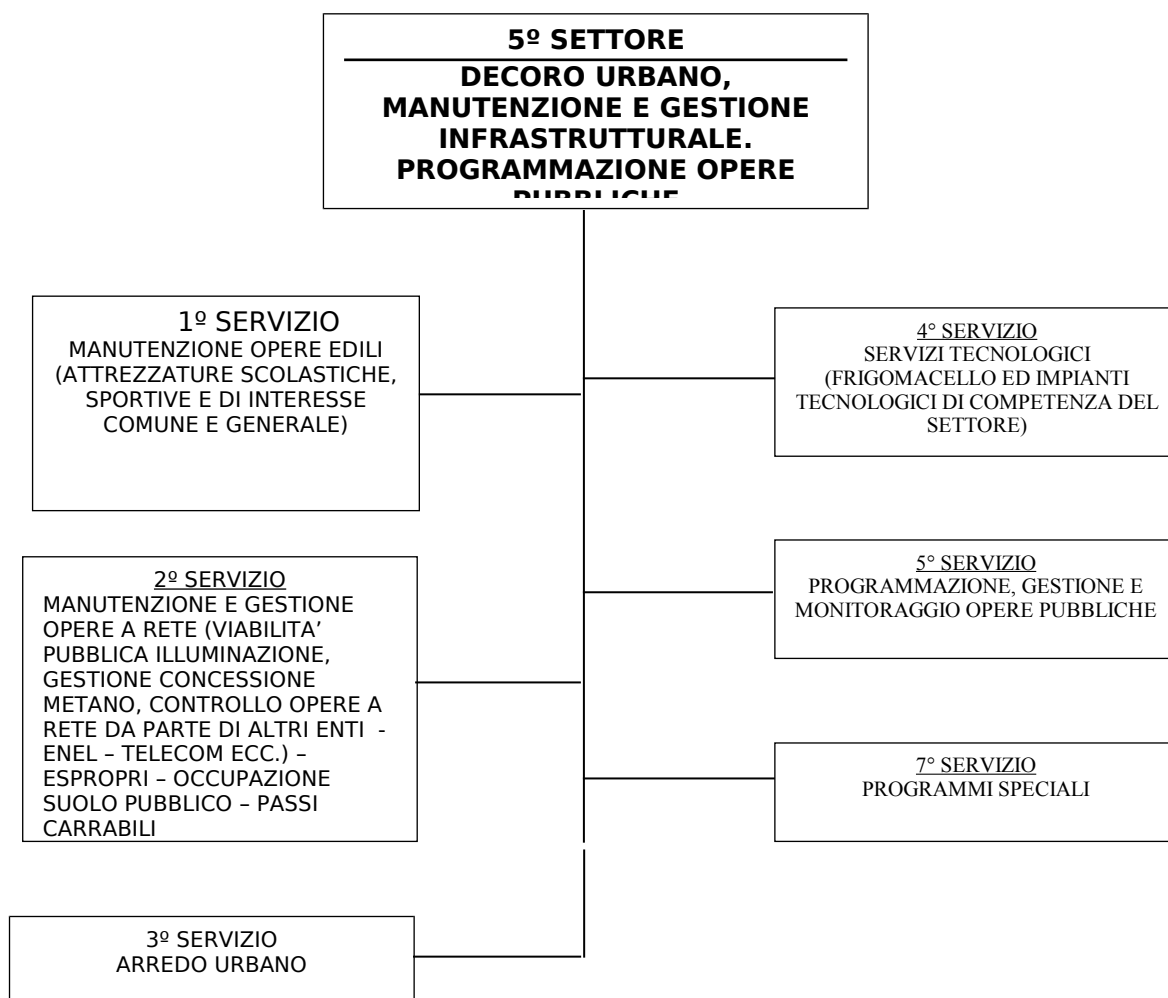 5º SETTORE
DECORO URBANO,
MANUTENZIONE E GESTIONE
INFRASTRUTTURALE.
PROGRAMMAZIONE OPERE
PUBBLICHE
1º SERVIZIO
MANUTENZIONE OPERE EDILI
(ATTREZZATURE SCOLASTICHE,
SPORTIVE E DI INTERESSE
COMUNE E GENERALE)
2º SERVIZIO
MANUTENZIONE E GESTIONE
OPERE A RETE (VIABILITA’
PUBBLICA ILLUMINAZIONE,
GESTIONE CONCESSIONE
METANO, CONTROLLO OPERE A
RETE DA PARTE DI ALTRI ENTI -
ENEL – TELECOM ECC.) –
ESPROPRI – OCCUPAZIONE
SUOLO PUBBLICO – PASSI
CARRABILI
3º SERVIZIO
ARREDO URBANO
4° SERVIZIO
SERVIZI TECNOLOGICI
(FRIGOMACELLO ED IMPIANTI
TECNOLOGICI DI COMPETENZA DEL
SETTORE)
5° SERVIZIO
PROGRAMMAZIONE, GESTIONE E
MONITORAGGIO OPERE PUBBLICHE
7° SERVIZIO
PROGRAMMI SPECIALI